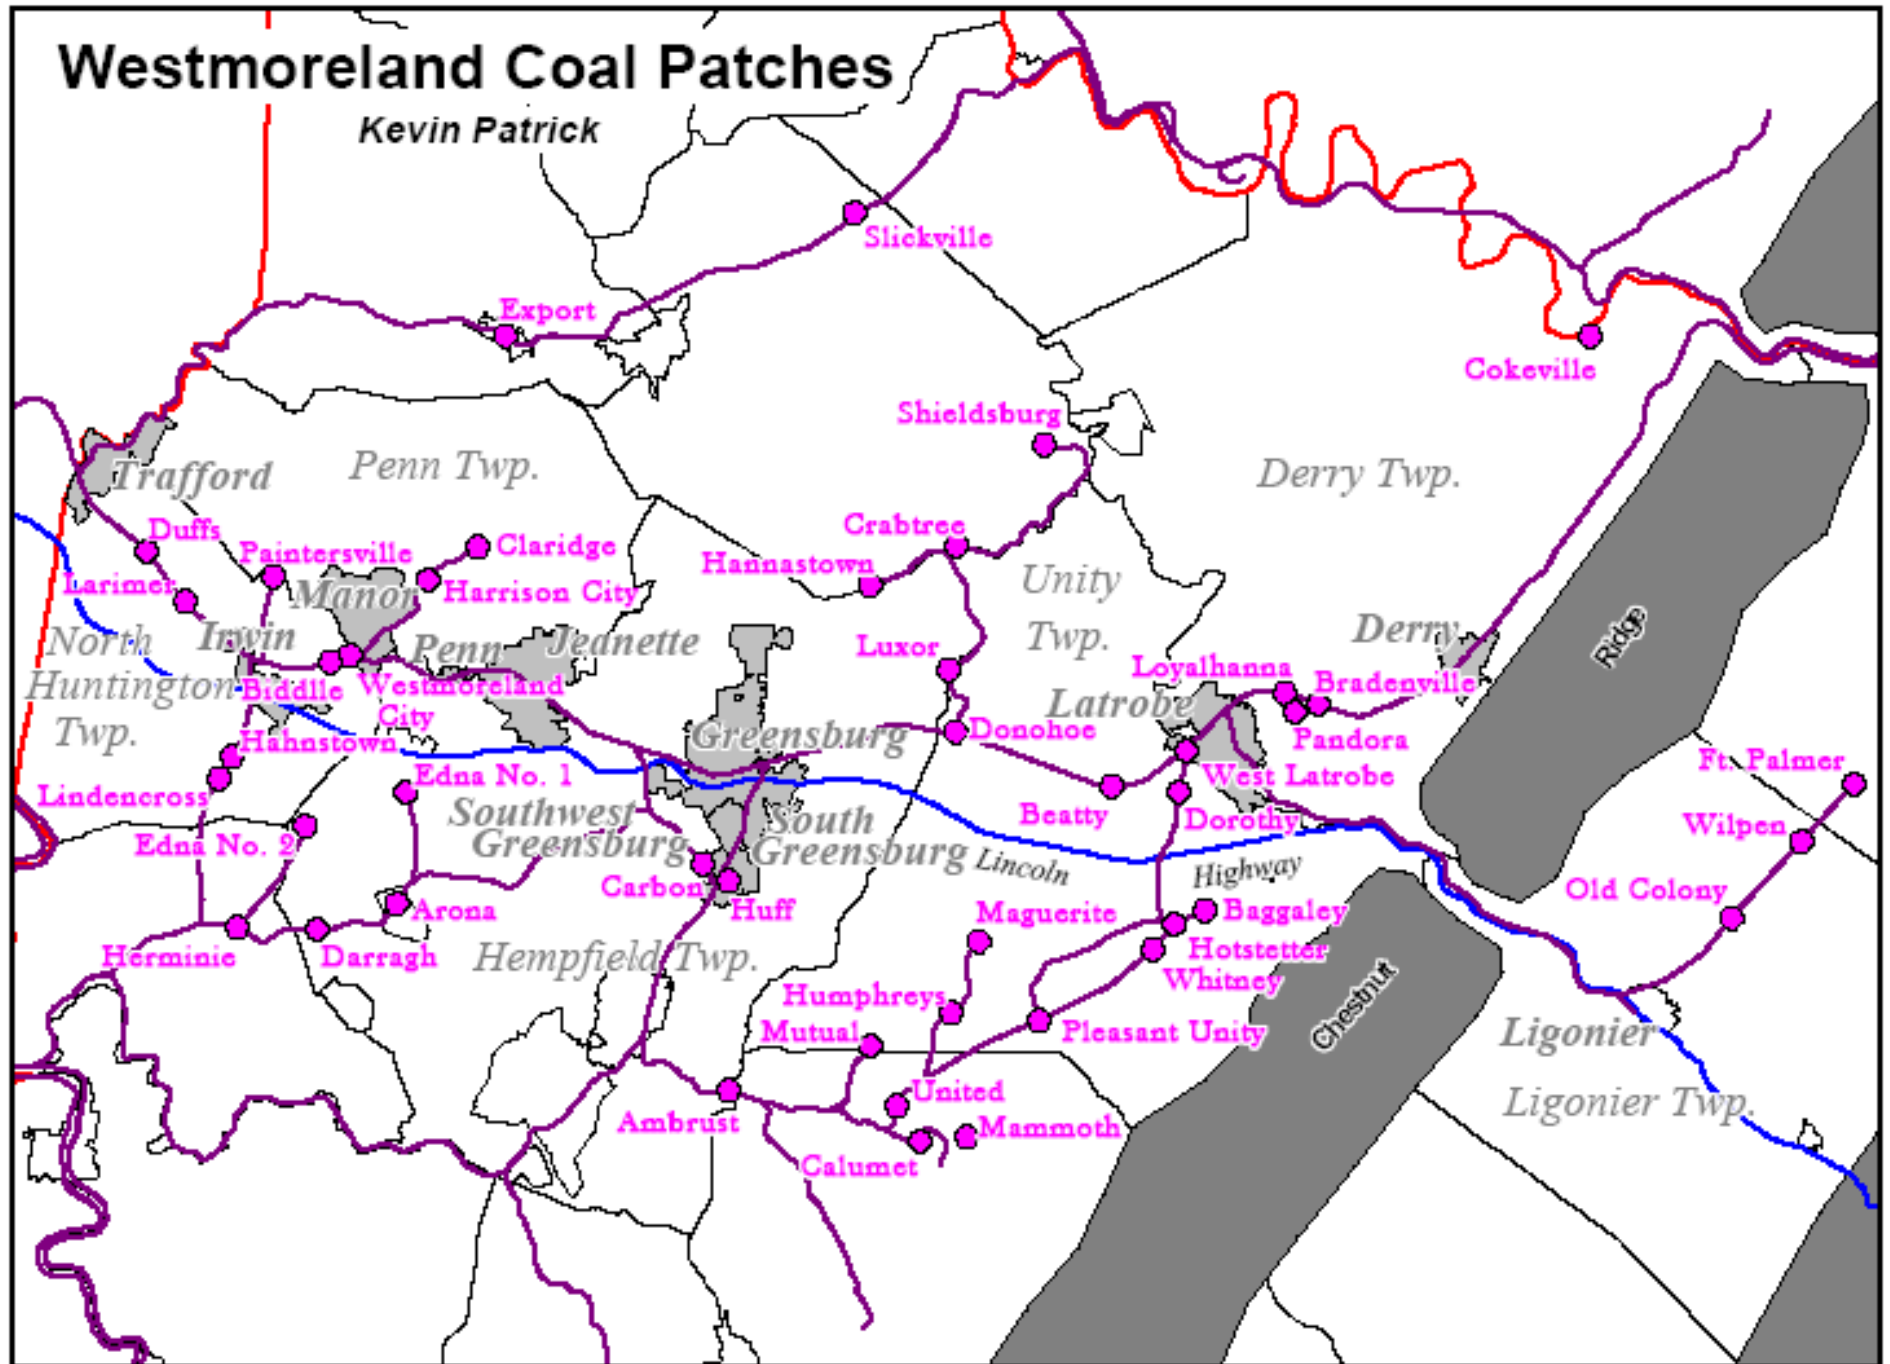 Westmoreland Coal Patches
Kevin Patrick
Slickville
Export
Cokeville
Shieldsburg
Trafford
Penn Twp.
Derry Twp.
Duffs
Paintersville
Claridge
Crabtree
Hannastown
Larimer
Manor
Harrison City
Unity
Twp.
North
Huntington
Twp.
Irwin
Penn
Jeanette
Luxor
Derry
Ridge
Loyalhanna
Bradenville
Biddlle
Westmoreland
City
Latrobe
Greensburg
Donohoe
Pandora
Hahnstown
Edna No. 1
West Latrobe
Ft. Palmer
Lindencross
Southwest
Greensburg
South
Greensburg
Beatty
Dorothy
Wilpen
Edna No. 2
Lincoln
Highway
Carbon
Huff
Old Colony
Arona
Maguerite
Baggaley
Herminie
Darragh
Hempfield Twp.
Hotstetter
Whitney
Humphreys
Mutual
Pleasant Unity
Chestnut
Ligonier
United
Ligonier Twp.
Ambrust
Mammoth
Calumet